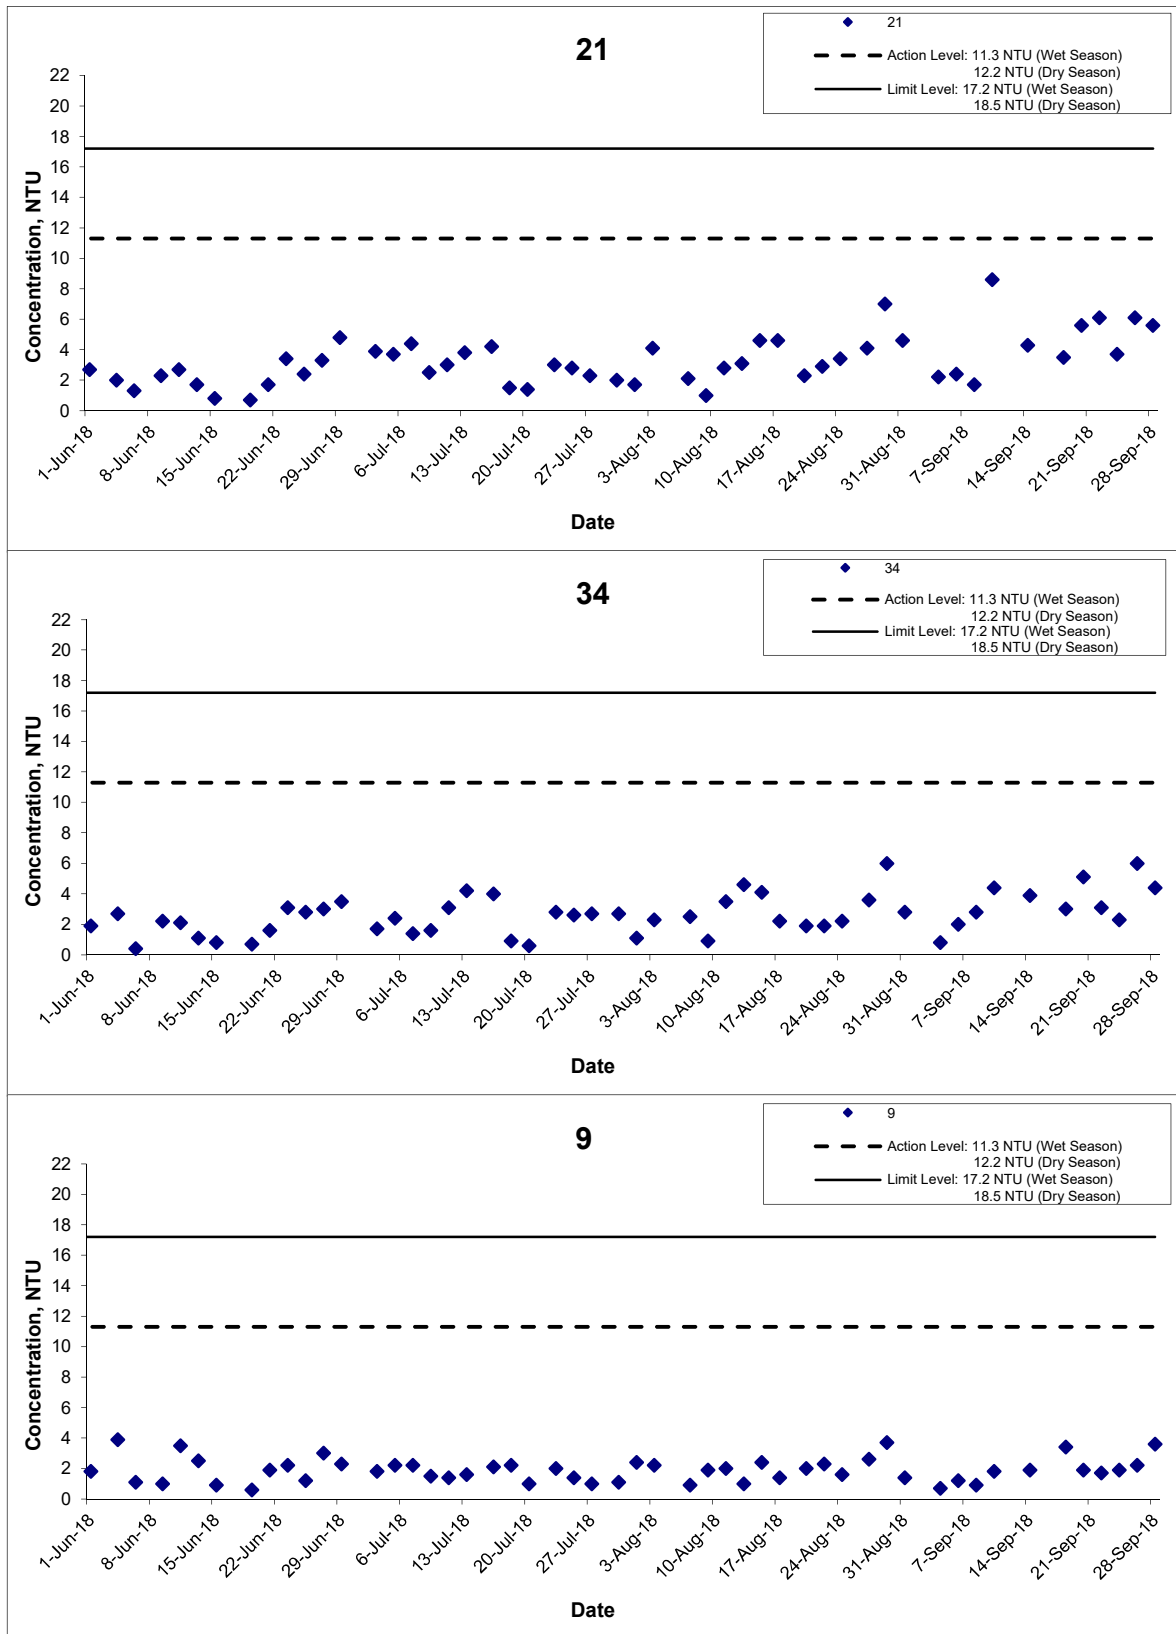 21
21
Action Level: 11.3 NTU (Wet Season)
12.2 NTU (Dry Season)
Limit Level: 17.2 NTU (Wet Season)
18.5 NTU (Dry Season)
Concentration, NTU
22
20
18
16
14
12
10
8
6
4
2
0
1-Jun-18
8-Jun-18
15-Jun-18
22-Jun-18
29-Jun-18
6-Jul-18
13-Jul-18
20-Jul-18
27-Jul-18
3-Aug-18
10-Aug-18
17-Aug-18
24-Aug-18
31-Aug-18
7-Sep-18
14-Sep-18
21-Sep-18
28-Sep-18
Date
34
34
Action Level: 11.3 NTU (Wet Season)
12.2 NTU (Dry Season)
Limit Level: 17.2 NTU (Wet Season)
18.5 NTU (Dry Season)
Concentration, NTU
22
20
18
16
14
12
10
8
6
4
2
0
1-Jun-18
8-Jun-18
15-Jun-18
22-Jun-18
29-Jun-18
6-Jul-18
13-Jul-18
20-Jul-18
27-Jul-18
3-Aug-18
10-Aug-18
17-Aug-18
24-Aug-18
31-Aug-18
7-Sep-18
14-Sep-18
21-Sep-18
28-Sep-18
Date
9
9
Action Level: 11.3 NTU (Wet Season)
12.2 NTU (Dry Season)
Limit Level: 17.2 NTU (Wet Season)
18.5 NTU (Dry Season)
Concentration, NTU
22
20
18
16
14
12
10
8
6
4
2
0
1-Jun-18
8-Jun-18
15-Jun-18
22-Jun-18
29-Jun-18
6-Jul-18
13-Jul-18
20-Jul-18
27-Jul-18
3-Aug-18
10-Aug-18
17-Aug-18
24-Aug-18
31-Aug-18
7-Sep-18
14-Sep-18
21-Sep-18
28-Sep-18
Date